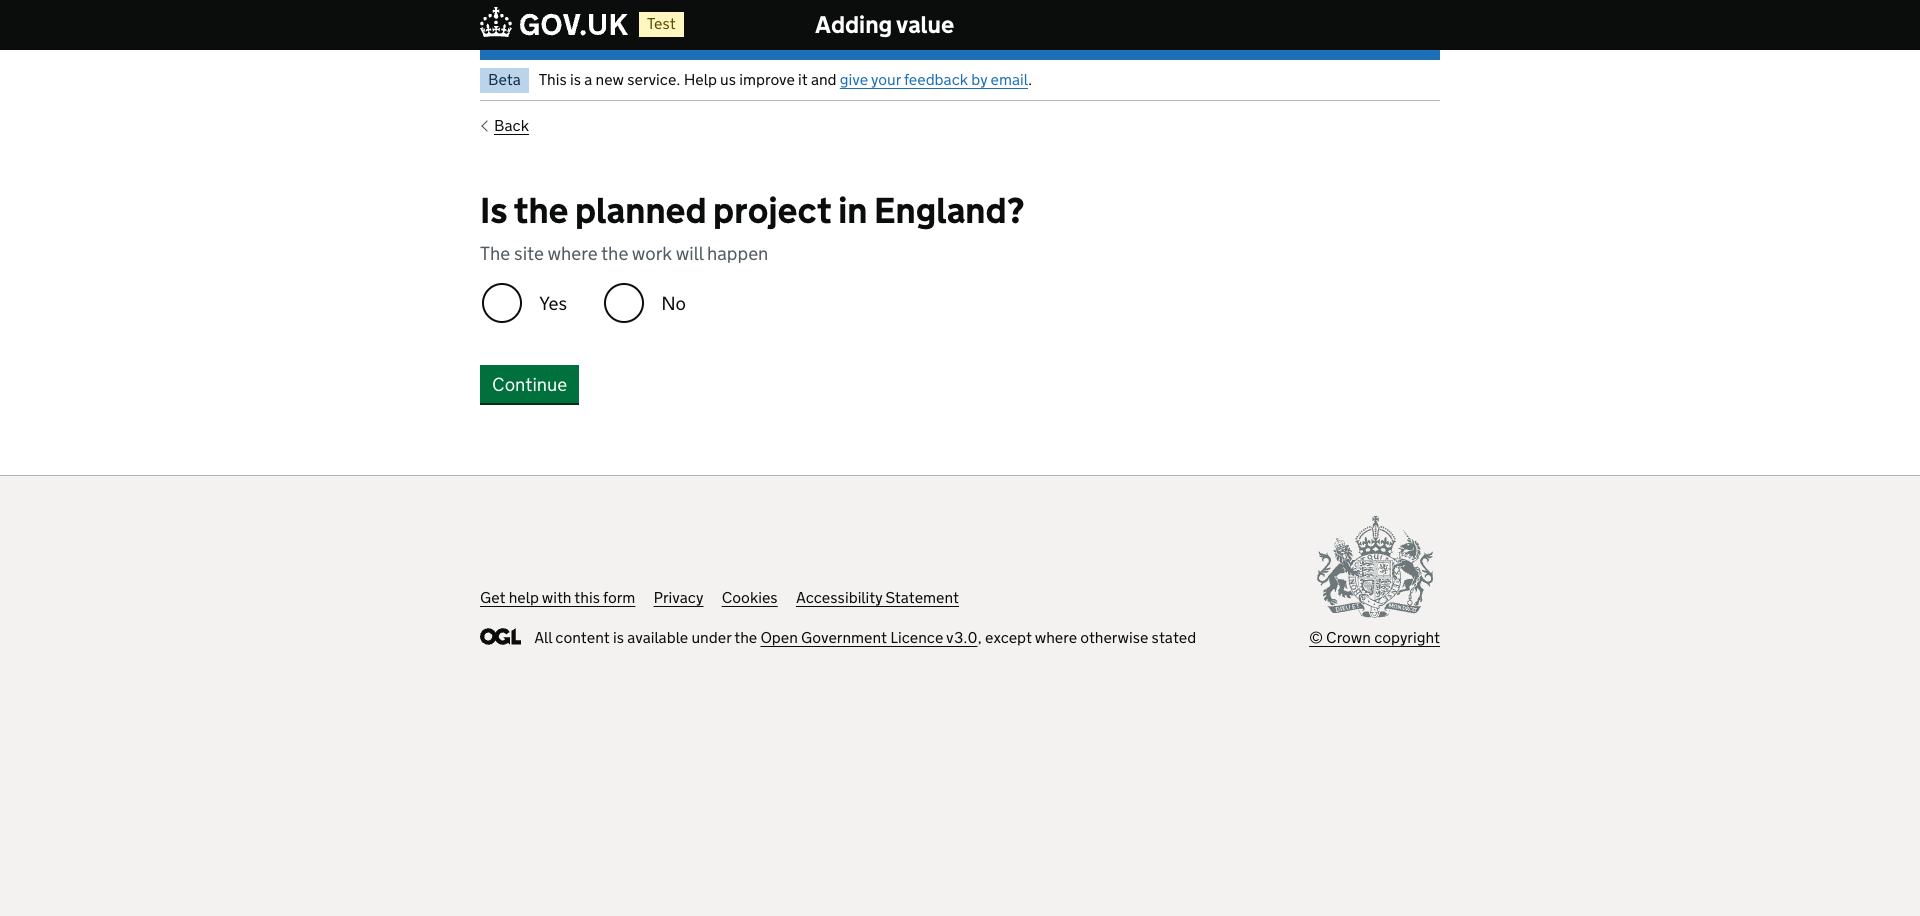 GOV.UK Test Adding value
Beta This is a new service. Help us improve it and give your feedback by email.
Back
Is the planned project in England?
The site where the work will happen
Yes No
Continue
Get help with this form Privacy Cookies Accessibility Statement
OGL All content is available under the Open Government Licence v3.0, except where otherwise stated
© Crown copyright